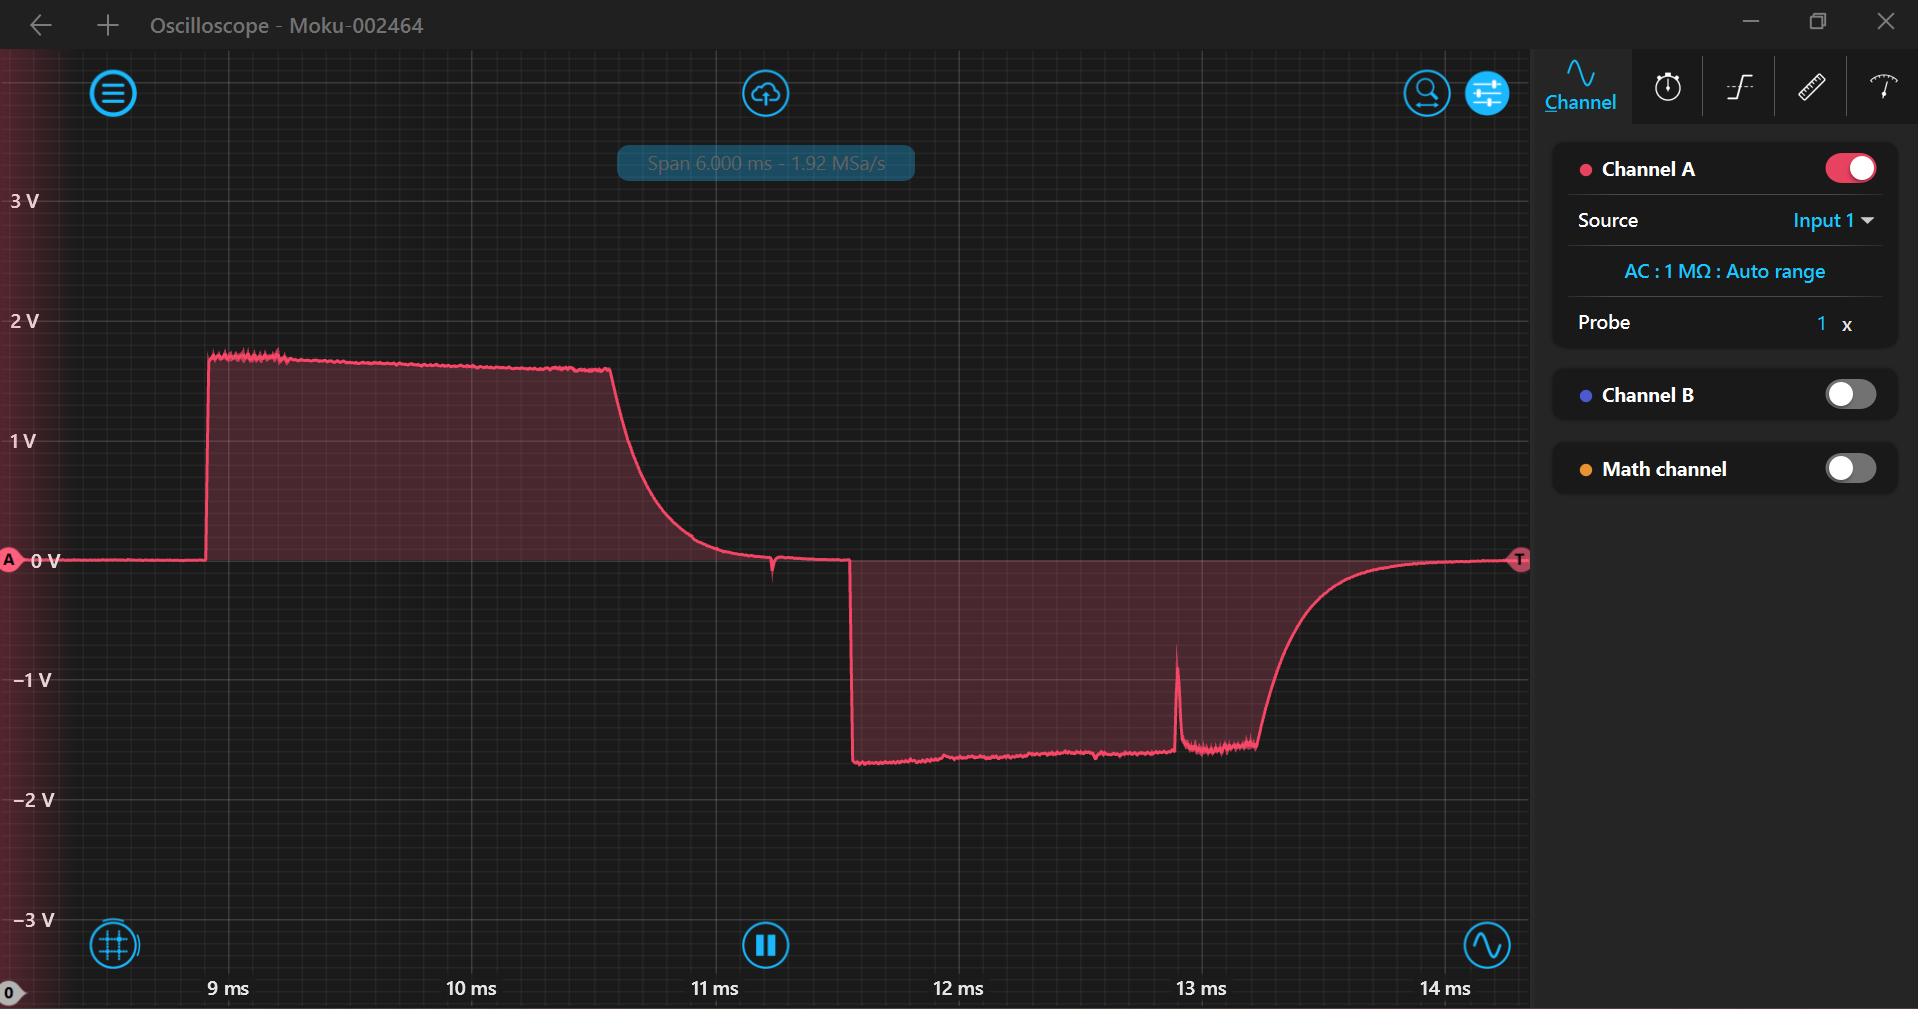 Oscilloscope - Moku-002464
Channel
Span 6.000 ms - 1.92 MSa/s
Channel A
Source
Input 1
AC : 1 MΩ : Auto range
Probe
1 x
Channel B
Math channel
3 V
2 V
1 V
A
0 V
T
−1 V
−2 V
−3 V
0
9 ms
10 ms
11 ms
12 ms
13 ms
14 ms